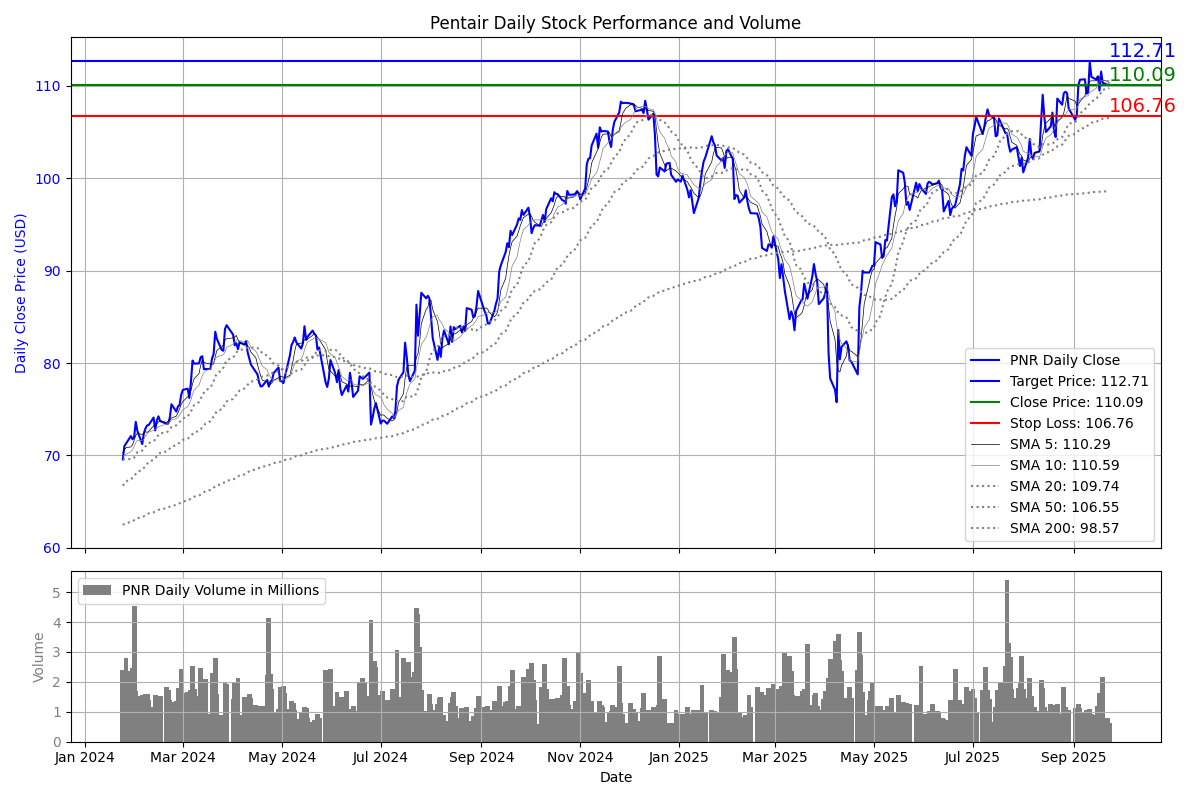 Pentair Daily Stock Performance and Volume
112.71
110.09
106.76
110
100
90
80
70
60
Daily Close Price (USD)
PNR Daily Close
Target Price: 112.71
Close Price: 110.09
Stop Loss: 106.76
SMA 5: 110.29
SMA 10: 110.59
SMA 20: 109.74
SMA 50: 106.55
SMA 200: 98.57
PNR Daily Volume in Millions
5
4
3
2
1
0
Volume
Jan 2024 Mar 2024 May 2024 Jul 2024 Sep 2024 Nov 2024 Jan 2025 Mar 2025 May 2025 Jul 2025 Sep 2025
Date